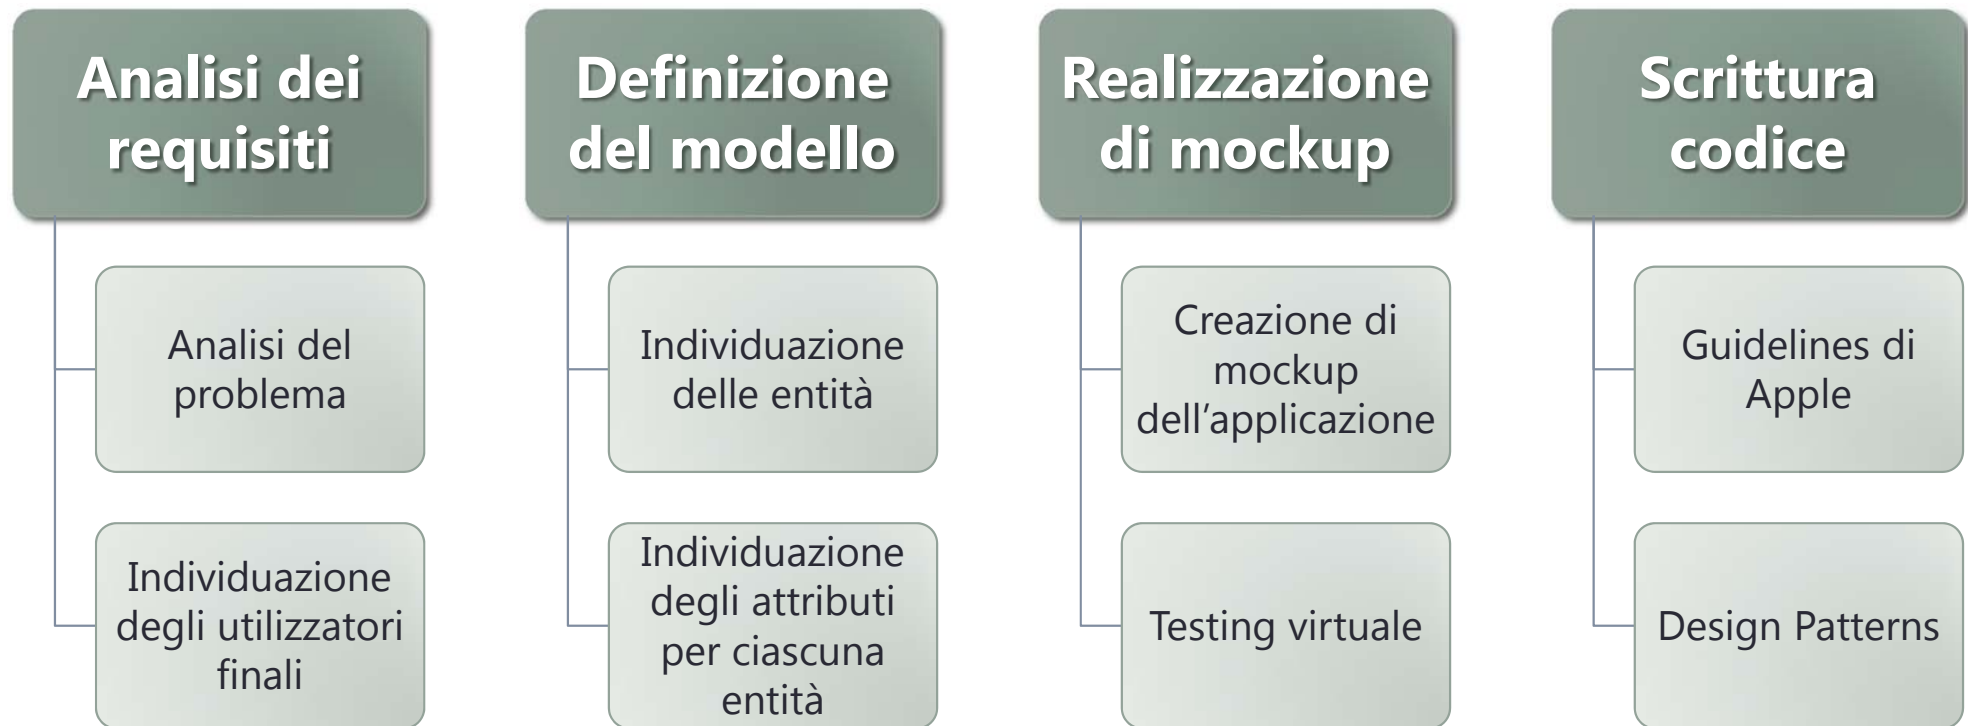 Analisi dei
requisiti
Analisi del
problema
Individuazione
degli utilizzatori
finali
Definizione
del modello
Individuazione
delle entità
Individuazione
degli attributi
per ciascuna
entità
Realizzazione
di mockup
Creazione di
mockup
dell’applicazione
Testing virtuale
Scrittura
codice
Guidelines di
Apple
Design Patterns